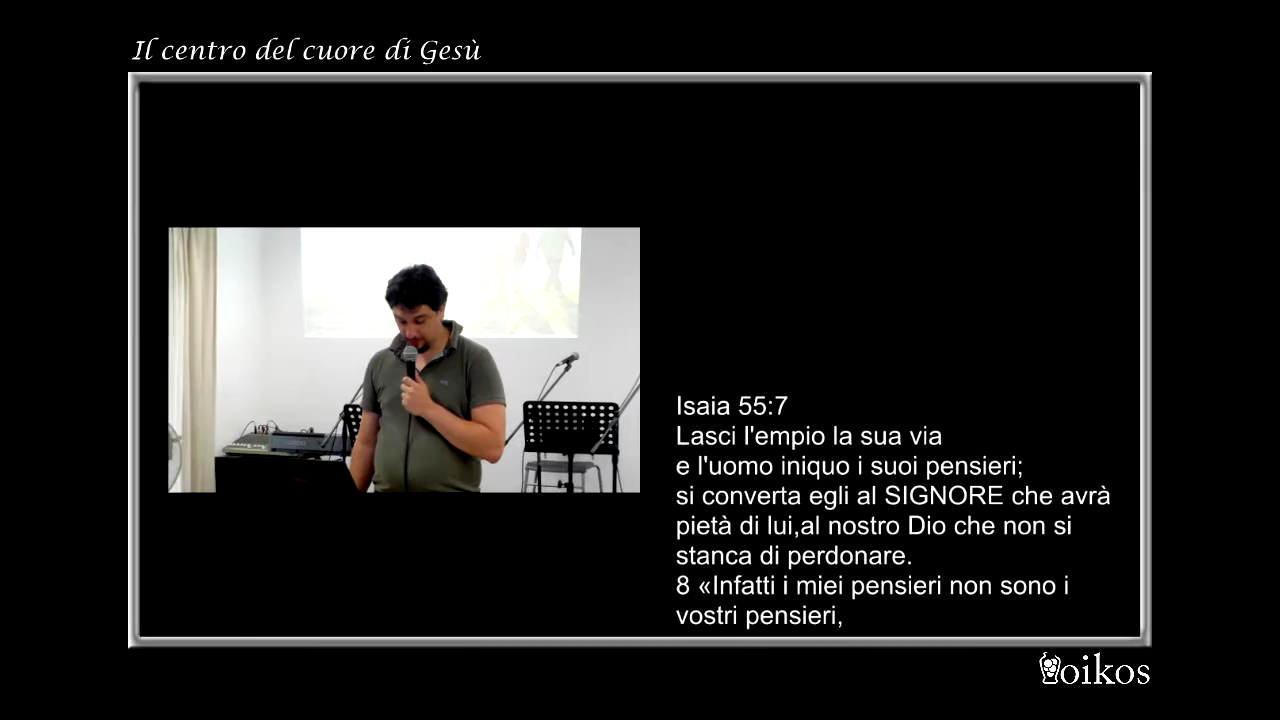 Il centro del cuore di Gesù
Isaia 55:7
Lasci l'empio la sua via
e l'uomo iniquo i suoi pensieri;
si converta egli al SIGNORE che avrà
pietà di lui,al nostro Dio che non si
stanca di perdonare.
8 «Infatti i miei pensieri non sono i
vostri pensieri,
oikos